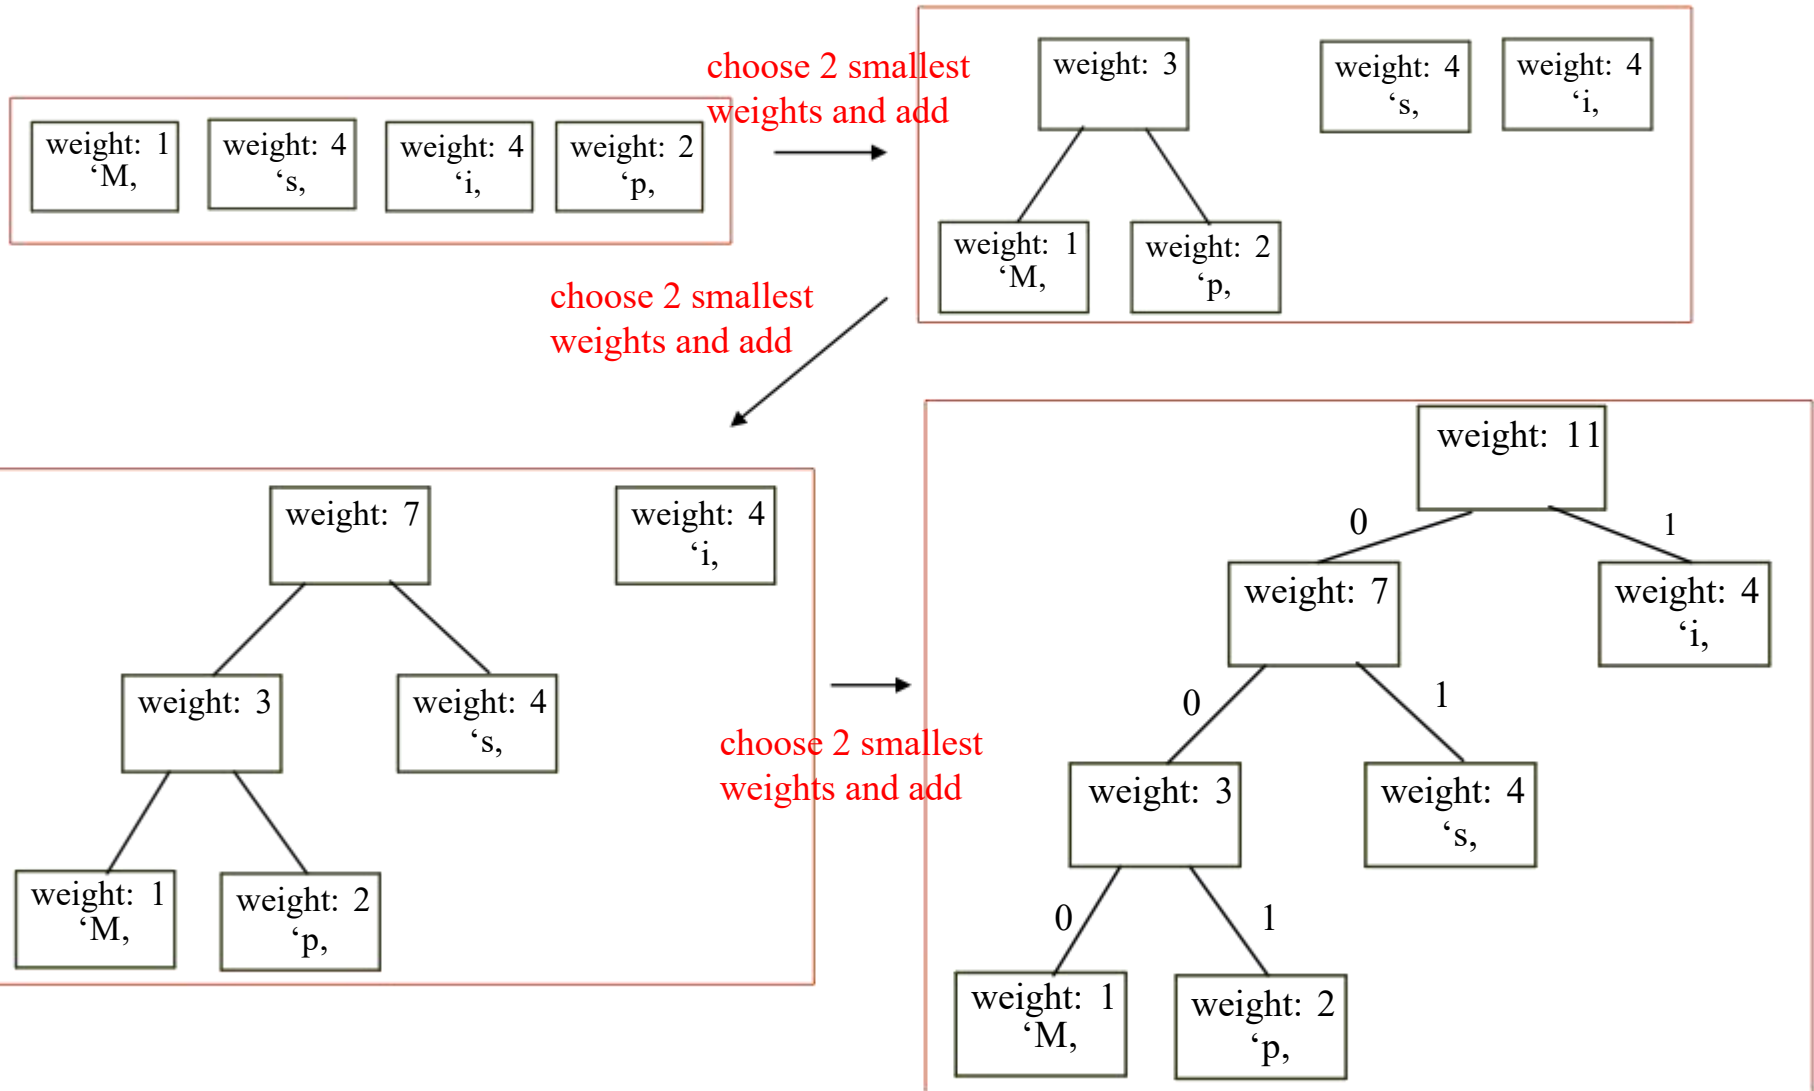 choose 2 smallest
weights and add
weight: 1
‘M,
weight: 4
‘s,
weight: 4
‘i,
weight: 2
‘p,
weight: 3
weight: 4
‘s,
weight: 4
‘i,
weight: 1
‘M,
weight: 2
‘p,
choose 2 smallest
weights and add
weight: 7
weight: 4
‘i,
weight: 3
weight: 4
‘s,
weight: 1
‘M,
weight: 2
‘p,
choose 2 smallest
weights and add
weight: 11
0
1
weight: 7
weight: 4
‘i,
0
1
weight: 3
weight: 4
‘s,
0
1
weight: 1
‘M,
weight: 2
‘p,